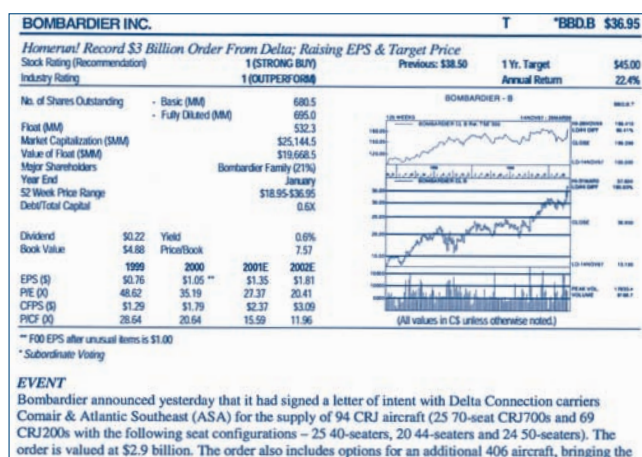 BOMBARDIER INC. T *BBD.B $36.95
Homerun! Record $3 Billion Order From Delta; Raising EPS & Target Price
Stock Rating (Recommendation) 1 (STRONG BUY) Previous: $38.50 1 Yr. Target $45.00
Industry Rating 1 (OUTPERFORM) Annual Return 22.4%
No. of Shares Outstanding - Basic (MM) 680.5
- Fully Diluted (MM) 695.0
Float (MM) 532.3
Market Capitalization ($MM) $25,144.5
Value of Float ($MM) $19,668.5
Major Shareholders Bombardier Family (21%)
Year End January
52 Week Price Range $18.95-$36.95
Debt/Total Capital 0.6X
Dividend $0.22 Yield 0.6%
Book Value $4.88 Price/Book 7.57
1999 2000 2001E 2002E
EPS ($) $0.76 $1.05 ** $1.35 $1.81
P/E (X) 48.62 35.19 27.37 20.41
CFPS ($) $1.29 $1.79 $2.37 $3.09
P/CF (X) 28.64 20.64 15.59 11.96
BOMBARDIER - B
CLOSE
CLOSE
PEAK VOL.
VOLUME
(All values in C$ unless otherwise noted.)
** F00 EPS after unusual items is $1.00
* Subordinate Voting
EVENT
Bombardier announced yesterday that it had signed a letter of intent with Delta Connection carriers
Comair & Atlantic Southeast (ASA) for the supply of 94 CRJ aircraft (25 70-seat CRJ700s and 69
CRJ200s with the following seat configurations – 25 40-seaters, 20 44-seaters and 24 50-seaters). The
order is valued at $2.9 billion. The order also includes options for an additional 406 aircraft, bringing the